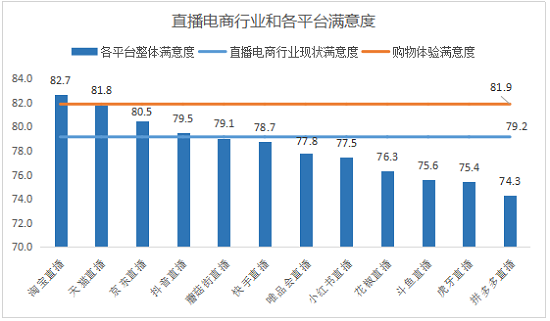 直播电商行业和各平台满意度
各平台整体满意度 直播电商行业现状满意度 购物体验满意度
84.0
82.0
80.0
78.0
76.0
74.0
72.0
70.0
82.7
81.8
80.5
79.5
79.1
78.7
77.8
77.5
76.3
75.6
75.4
74.3
81.9
79.2
淘宝直播
天猫直播
京东直播
抖音直播
蘑菇街直播
快手直播
唯品会直播
小红书直播
花椒直播
斗鱼直播
虎牙直播
拼多多直播